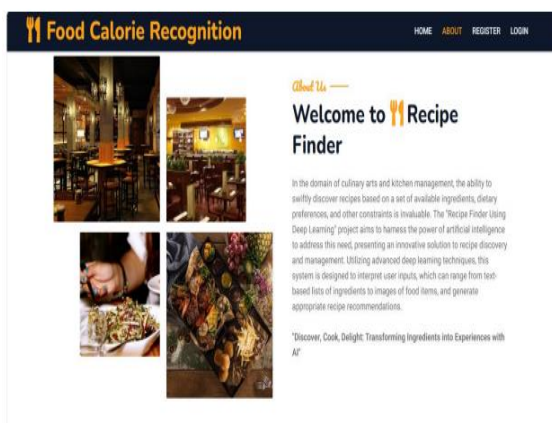 Food Calorie Recognition
HOME ABOUT REGISTER LOGIN
About Us
Welcome to Recipe
Finder
In the domain of culinary arts and kitchen management, the ability to
swiftly discover recipes based on a set of available ingredients, dietary
preferences, and other constraints is invaluable. The "Recipe Finder Using
Deep Learning" project aims to harness the power of artificial intelligence
to address this need, presenting an innovative solution to recipe discovery
and management. Utilizing advanced deep learning techniques, this
system is designed to interpret user inputs, which can range from text-
based lists of ingredients to images of food items, and generate
appropriate recipe recommendations.
"Discover, Cook, Delight: Transforming Ingredients into Experiences with
AI"